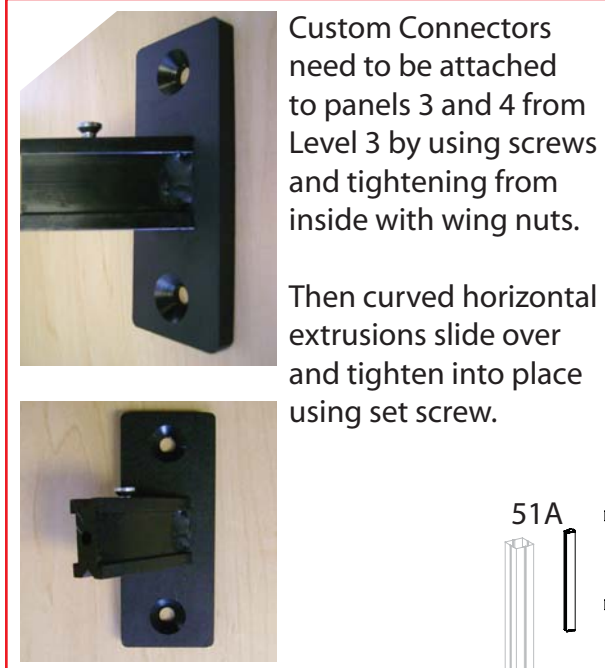 Custom Connectors
need to be attached
to panels 3 and 4 from
Level 3 by using screws
and tightening from
inside with wing nuts.
Then curved horizontal
extrusions slide over
and tighten into place
using set screw.
51A